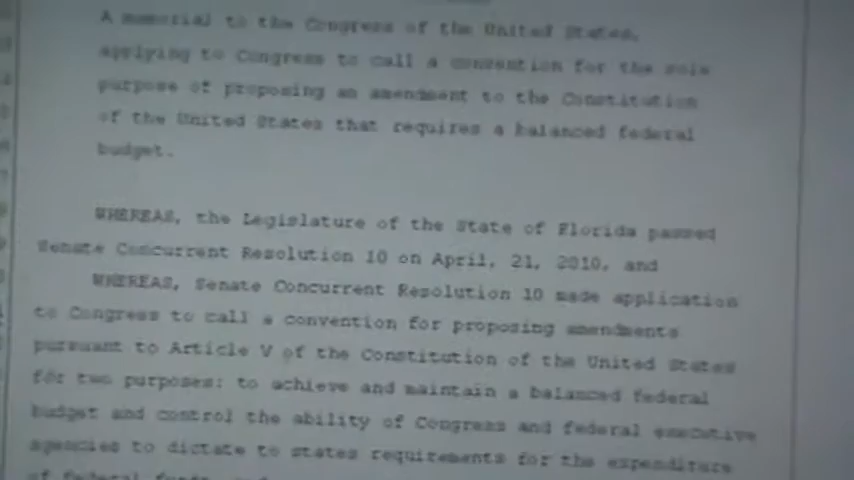 A memorial to the Congress of the United States,
applying to Congress to call a convention for the sole
purpose of proposing an amendment to the Constitution
of the United States that requires a balanced federal
budget.
WHEREAS, the Legislature of the State of Florida passed
Senate Concurrent Resolution 10 on April, 21, 2010, and
WHEREAS, Senate Concurrent Resolution 10 made application
to Congress to call a convention for proposing amendments
pursuant to Article V of the Constitution of the United States
for two purposes: to achieve and maintain a balanced federal
budget and control the ability of Congress and federal executive
agencies to dictate to states requirements for the expenditure
of federal funds